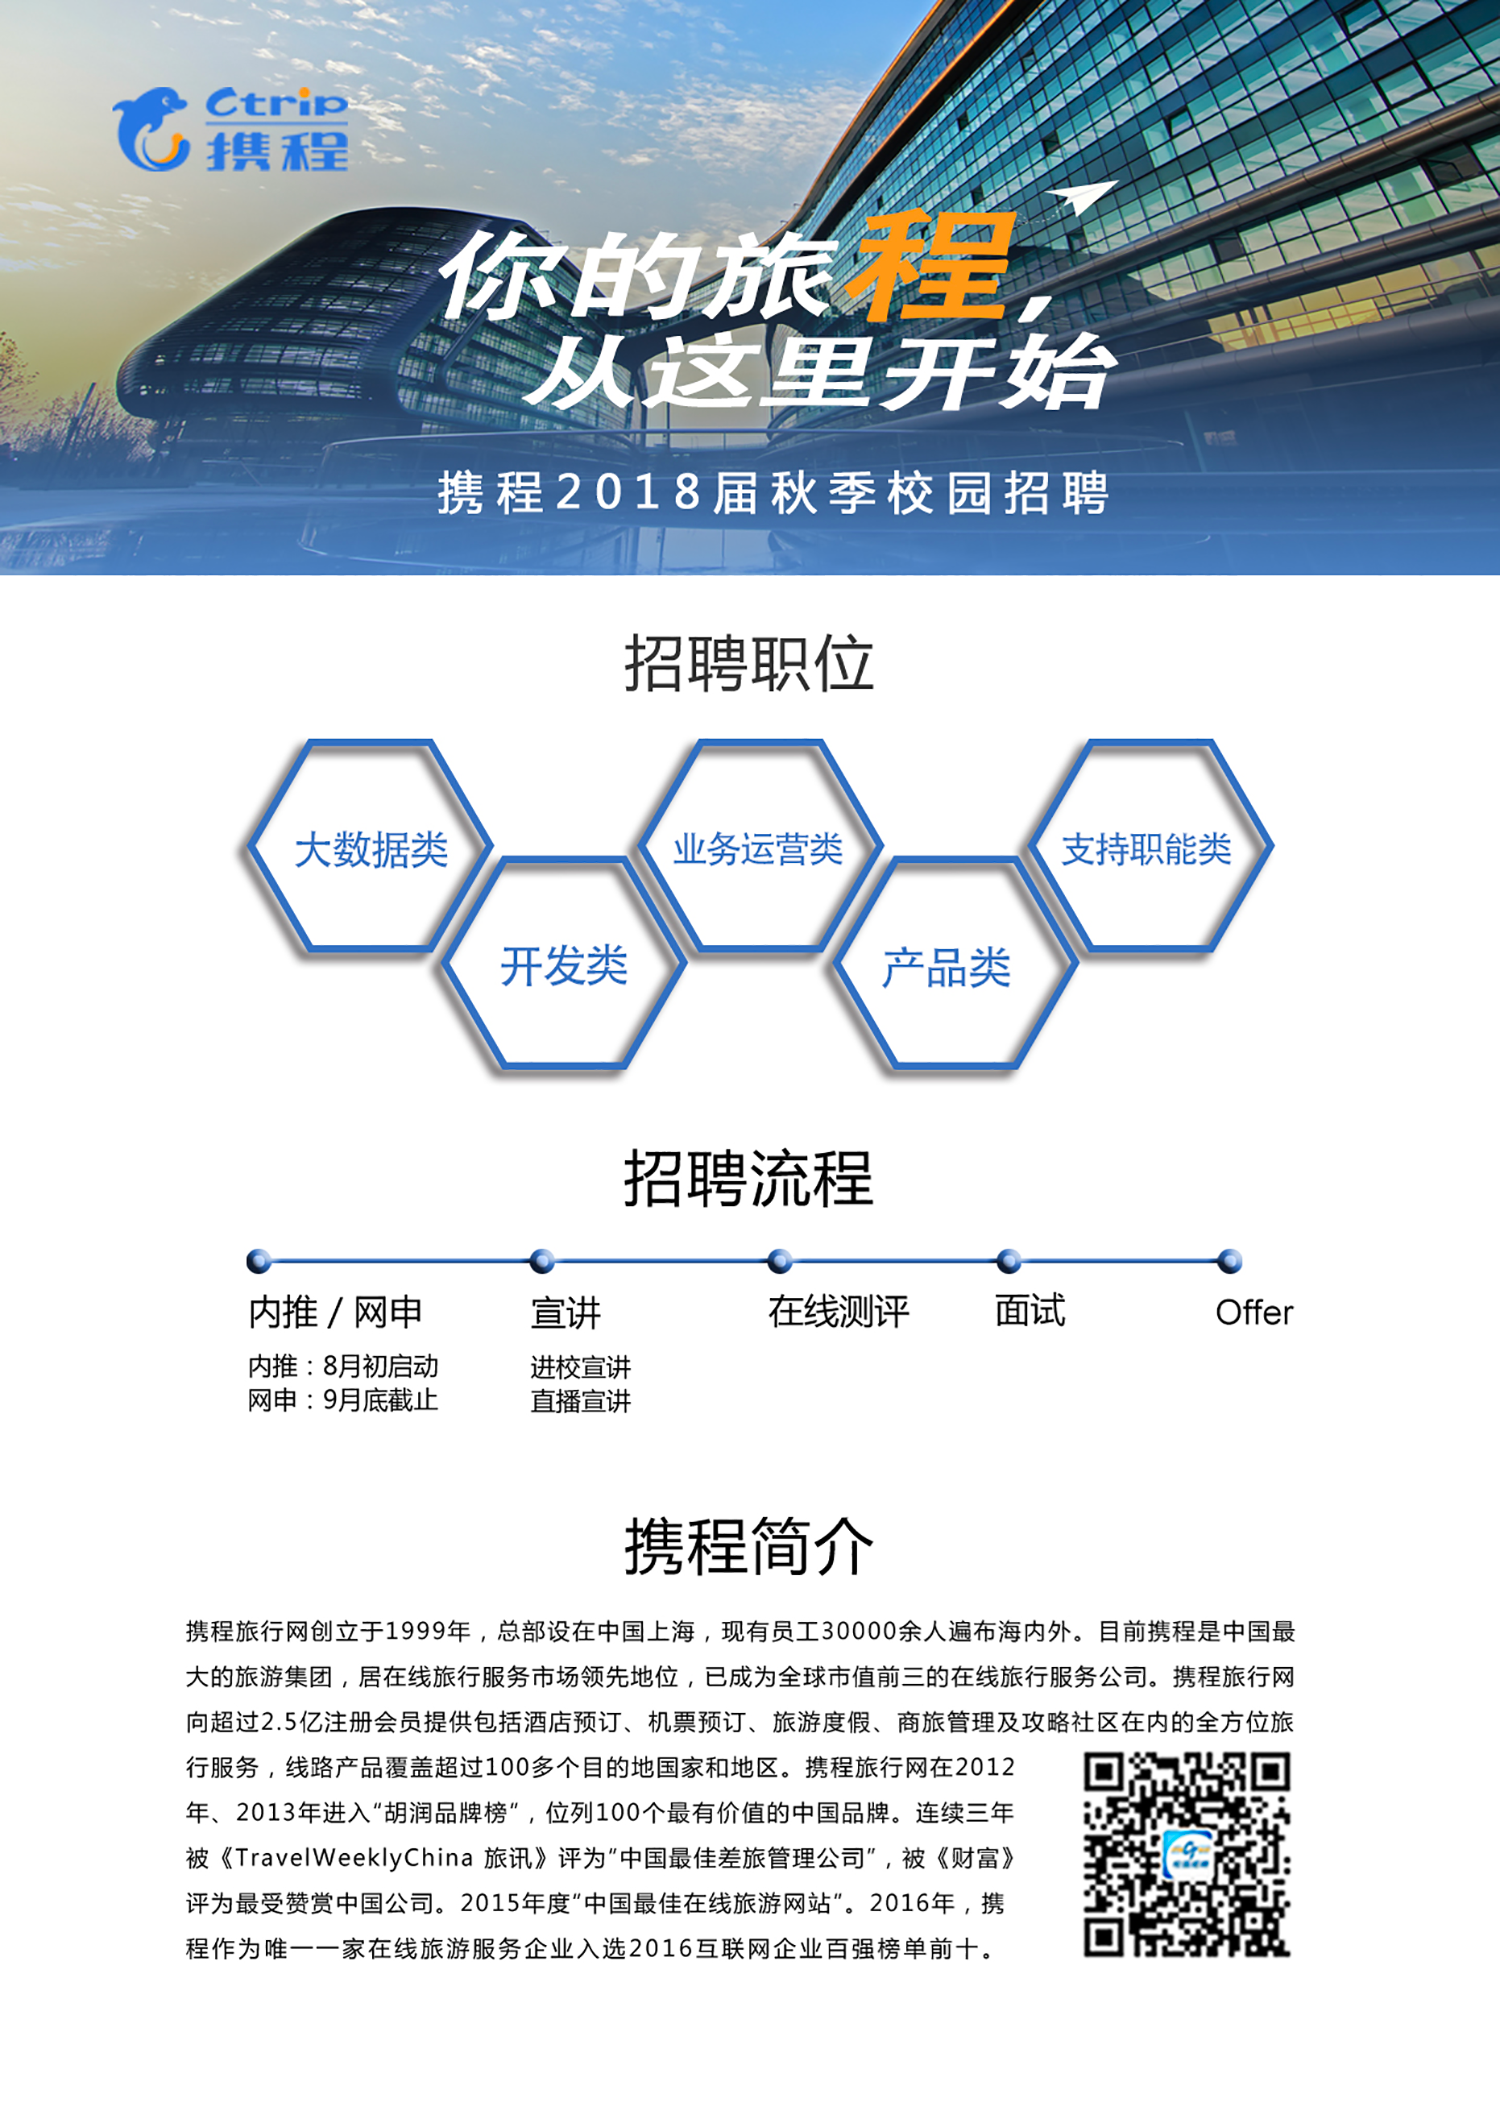 Ctrip
携程
你的旅程,
从这里开始
携程2018届秋季校园招聘
招聘职位
大数据类
业务运营类
支持职能类
开发类
产品类
招聘流程
内推 / 网申
宣讲
在线测评
面试
Offer
内推：8月初启动
网申：9月底截止
进校宣讲
直播宣讲
携程简介
携程旅行网创立于1999年，总部设在中国上海，现有员工30000余人遍布海内外。目前携程是中国最
大的旅游集团，居在线旅行服务市场领先地位，已成为全球市值前三的在线旅行服务公司。携程旅行网
向超过2.5亿注册会员提供包括酒店预订、机票预订、旅游度假、商旅管理及攻略社区在内的全方位旅
行服务，线路产品覆盖超过100多个目的地国家和地区。携程旅行网在2012
年、2013年进入“胡润品牌榜”，位列100个最有价值的中国品牌。连续三年
被《TravelWeeklyChina 旅讯》评为“中国最佳差旅管理公司”，被《财富》
评为最受赞赏中国公司。2015年度“中国最佳在线旅游网站”。2016年，携
程作为唯一一家在线旅游服务企业入选2016互联网企业百强榜单前十。